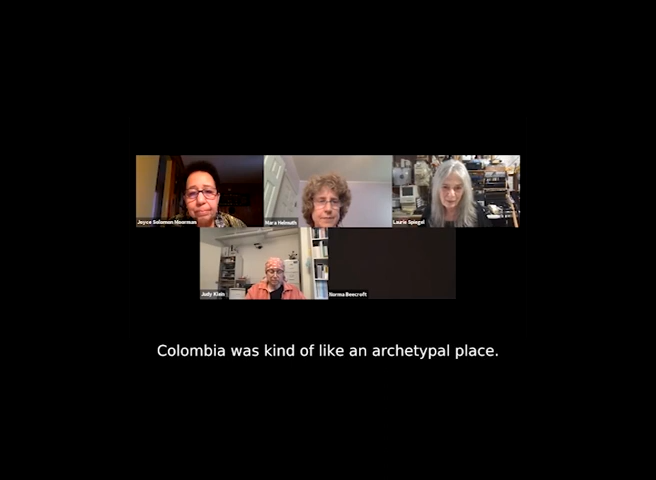 Joyce Solomon Moorman
Mara Helmuth
Laurie Spiegel
Judy Klein
Norma Beecroft
Colombia was kind of like an archetypal place.